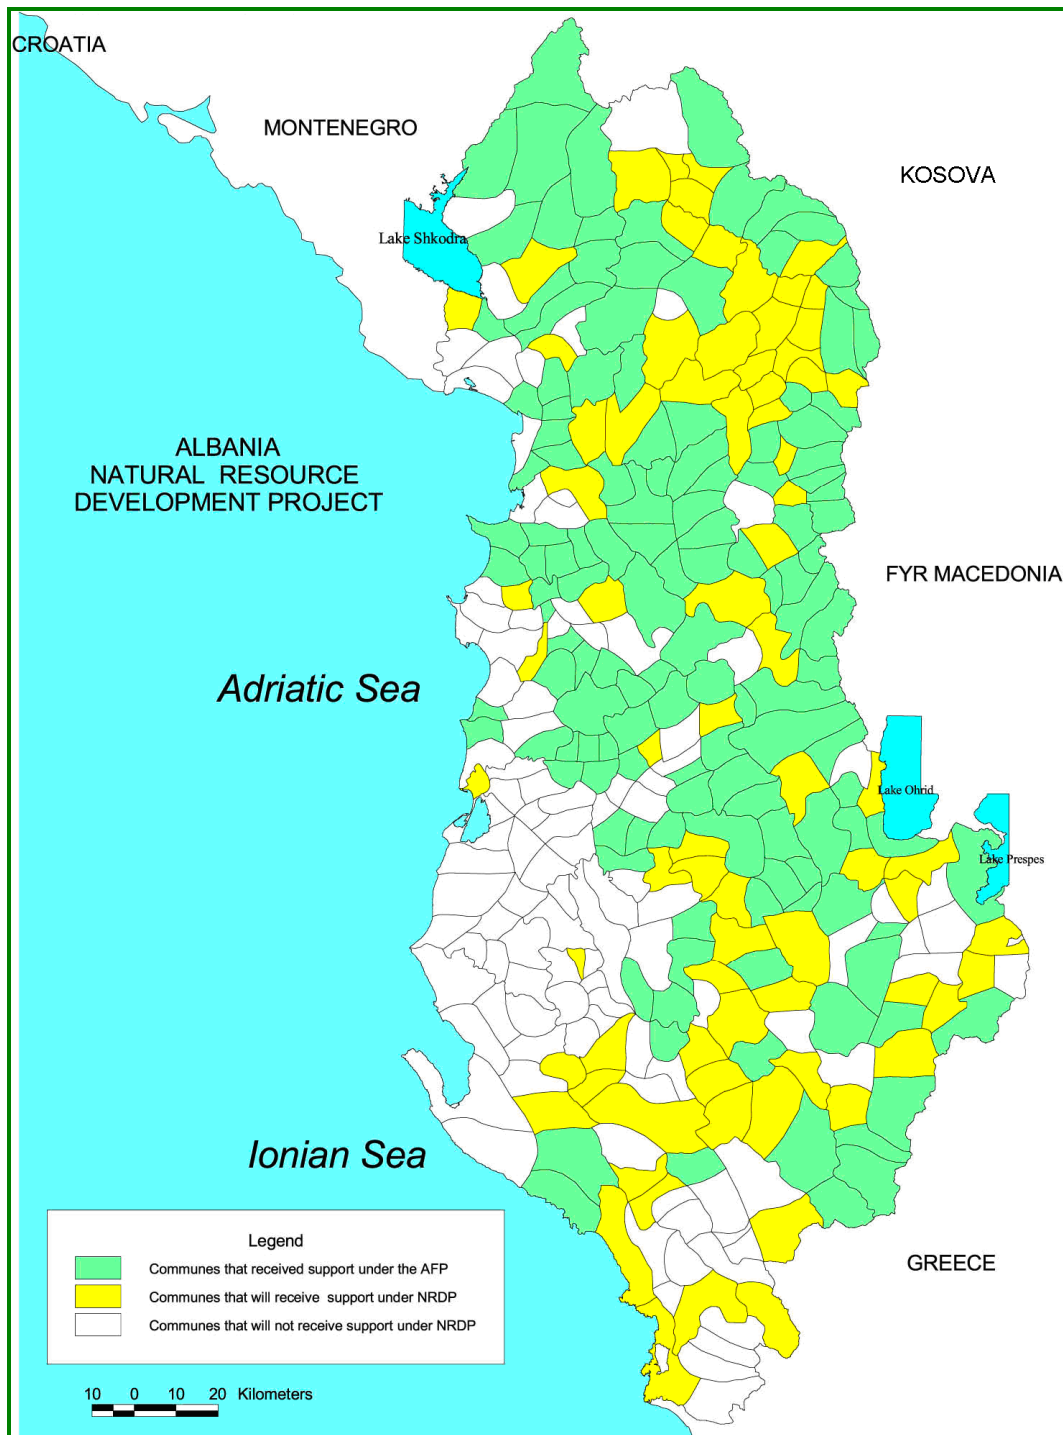 CROATIA
MONTENEGRO
KOSOVA
Lake Shkodra
ALBANIA
NATURAL RESOURCE
DEVELOPMENT PROJECT
FYR MACEDONIA
Adriatic Sea
Lake Ohrid
Lake Prespes
Ionian Sea
GREECE
Legend
Communes that received support under the AFP
Communes that will receive support under NRDP
Communes that will not receive support under NRDP
10 0 10 20 Kilometers